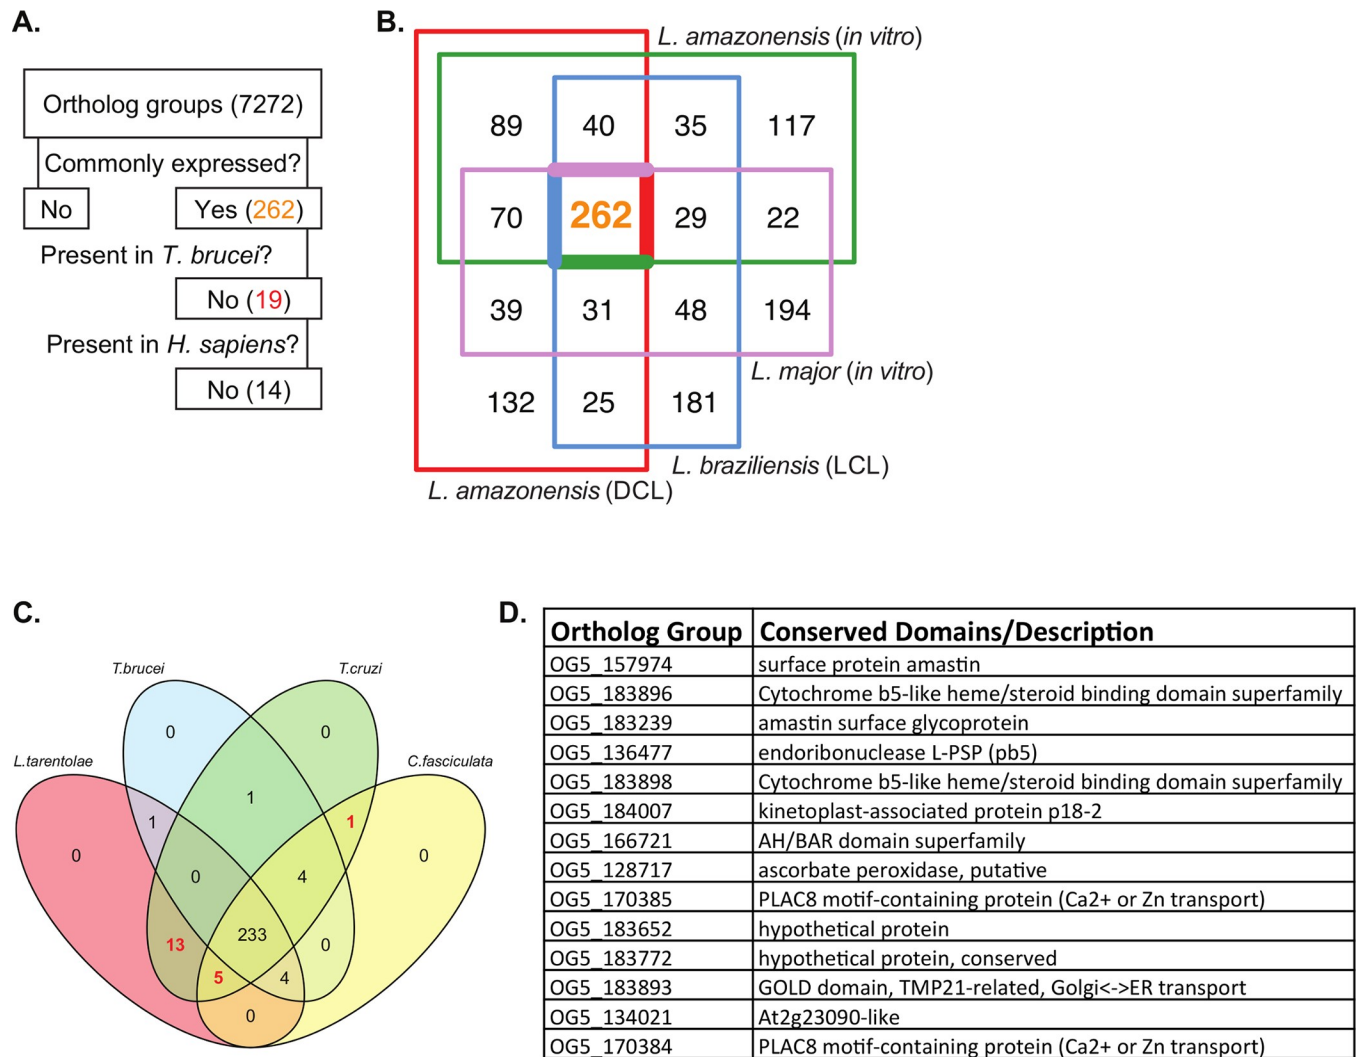 A.
Ortholog groups (7272)
Commonly expressed?
No
Yes (262)
Present in T. brucei?
No (19)
Present in H. sapiens?
No (14)
B.
L. amazonensis (in vitro)
89 40 35 117
70 262 29 22
39 31 48 194
L. major (in vitro)
132 25 181
L. braziliensis (LCL)
L. amazonensis (DCL)
C.
T.brucei
T.cruzi
L.tarentolae
C.fasciculata
0 0
1
1 1
0 0
0 4
233
13 0
5 4
0
D.
Ortholog Group Conserved Domains/Description
OG5_157974 surface protein amastin
OG5_183896 Cytochrome b5-like heme/steroid binding domain superfamily
OG5_183239 amastin surface glycoprotein
OG5_136477 endoribonuclease L-PSP (pb5)
OG5_183898 Cytochrome b5-like heme/steroid binding domain superfamily
OG5_184007 kinetoplast-associated protein p18-2
OG5_166721 AH/BAR domain superfamily
OG5_128717 ascorbate peroxidase, putative
OG5_170385 PLAC8 motif-containing protein (Ca2+ or Zn transport)
OG5_183652 hypothetical protein
OG5_183772 hypothetical protein, conserved
OG5_183893 GOLD domain, TMP21-related, Golgi<->ER transport
OG5_134021 At2g23090-like
OG5_170384 PLAC8 motif-containing protein (Ca2+ or Zn transport)